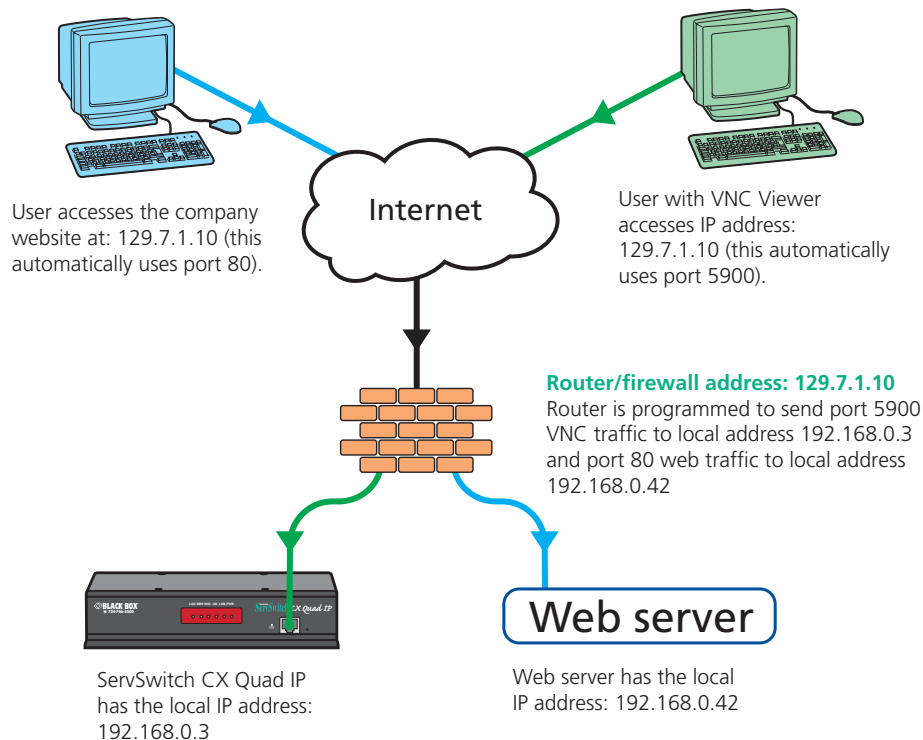 Internet
User accesses the company
website at: 129.7.1.10 (this
automatically uses port 80).
User with VNC Viewer
accesses IP address:
129.7.1.10 (this automatically
uses port 5900).
Router/firewall address: 129.7.1.10
Router is programmed to send port 5900
VNC traffic to local address 192.168.0.3
and port 80 web traffic to local address
192.168.0.42
BLACK BOX
ServSwitch CX Quad IP
Web server
ServSwitch CX Quad IP
has the local IP address:
192.168.0.3
Web server has the local
IP address: 192.168.0.42